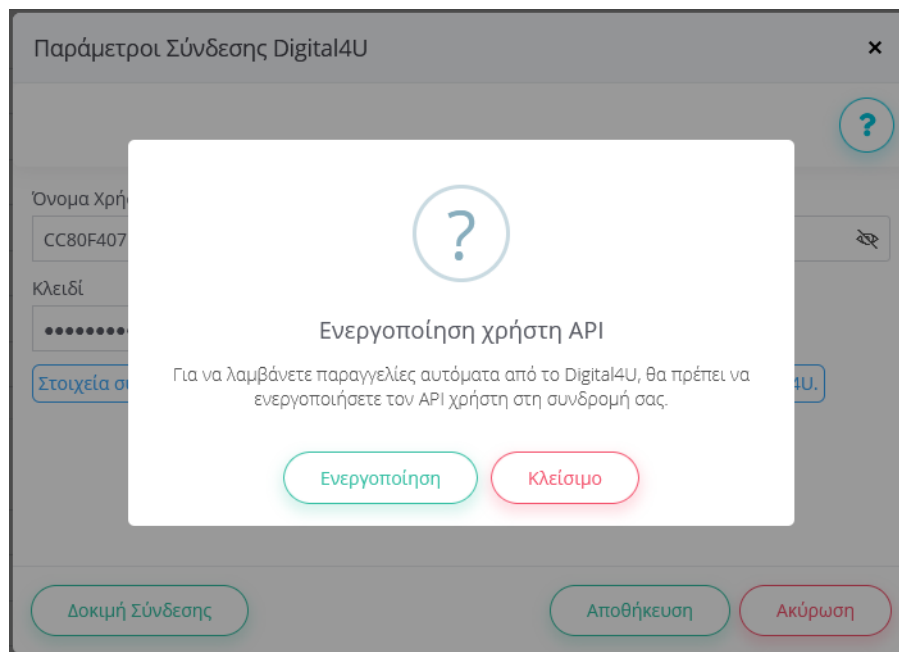 Παράμετροι Σύνδεσης Digital4U
×
?
Όνομα
CC80F407
?
Κλειδί
Ενεργοποίηση χρήστη API
Στοιχεία
Για να λαμβάνετε παραγγελίες αυτόματα από το Digital4U, θα πρέπει να
4U.
ενεργοποιήσετε τον API χρήστη στη συνδρομή σας.
Ενεργοποίηση
Κλείσιμο
Δοκιμή Σύνδεσης
Αποθήκευση
Ακύρωση